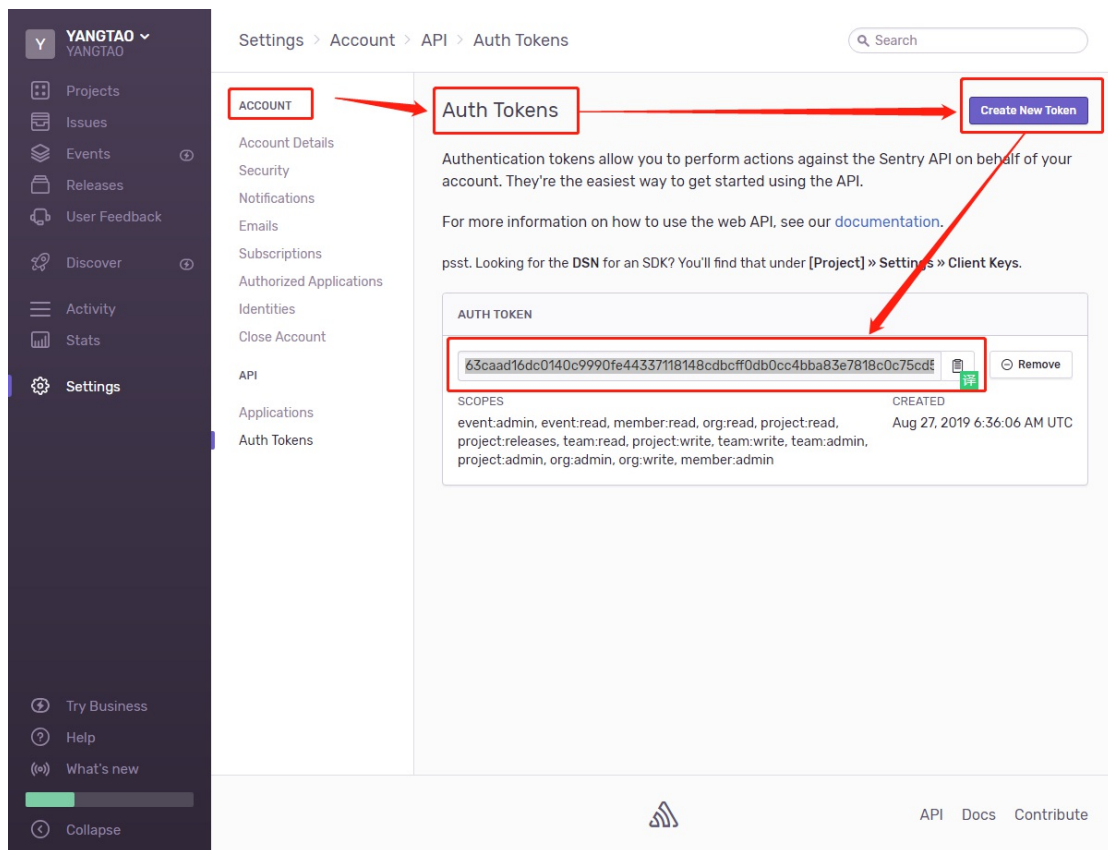 Y
YANGTAO
YANGTAO
Projects
Issues
Events
Releases
User Feedback
Discover
Activity
Stats
Settings
Try Business
Help
What's new
Collapse
Settings > Account > API > Auth Tokens
Search
ACCOUNT
Account Details
Security
Notifications
Emails
Subscriptions
Authorized Applications
Identities
Close Account
API
Applications
Auth Tokens
Auth Tokens
Create New Token
Authentication tokens allow you to perform actions against the Sentry API on behalf of your
account. They're the easiest way to get started using the API.
For more information on how to use the web API, see our documentation.
psst. Looking for the DSN for an SDK? You'll find that under [Project] » Settings » Client Keys.
AUTH TOKEN
63caad16dc0140c9990fe44337118148cdbcff0db0cc4bba83e7818c0c75cd5
译
Remove
SCOPES
event:admin, event:read, member:read, org:read, project:read,
project:releases, team:read, project:write, team:write, team:admin,
project:admin, org:admin, org:write, member:admin
CREATED
Aug 27, 2019 6:36:06 AM UTC
API Docs Contribute